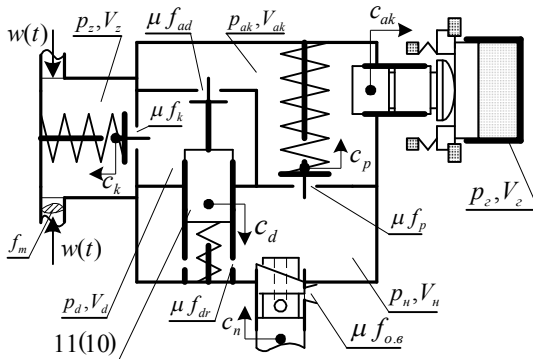 w(t)
p_z, V_z
μ f_ad
p_ak, V_ak
c_ak
μ f_k
c_k
c_p
p_г, V_г
f_m
w(t)
c_d
μ f_p
p_d, V_d
μ f_dr
p_н, V_н
11(10)
c_n
μ f_о.в